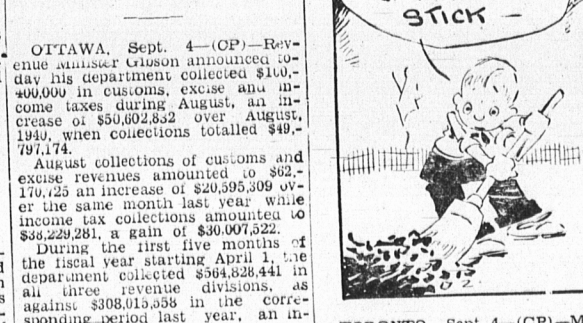 STICK —
OTTAWA, Sept. 4—(CP)—Rev-
enue Minister Gibson announced to-
day his department collected $100,-
400,000 in customs, excise and in-
come taxes during August, an in-
crease of $50,602,832 over August,
1940, when collections totalled $49,-
797,174.
August collections of customs and
excise revenues amounted to $62,-
170,725 an increase of $20,595,309 ov-
er the same month last year while
income tax collections amounted to
$38,229,281, a gain of $30,007,522.
During the first five months of
the fiscal year starting April 1, the
department collected $564,828,441 in
all three revenue divisions, as
against $308,015,558 in the corre-
sponding period last year, an in-
TORONTO, Sept. 4—(CP)—M